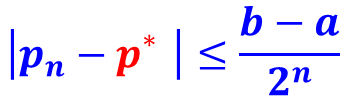 |pₙ − p* | ≤ (b − a) / 2ⁿ